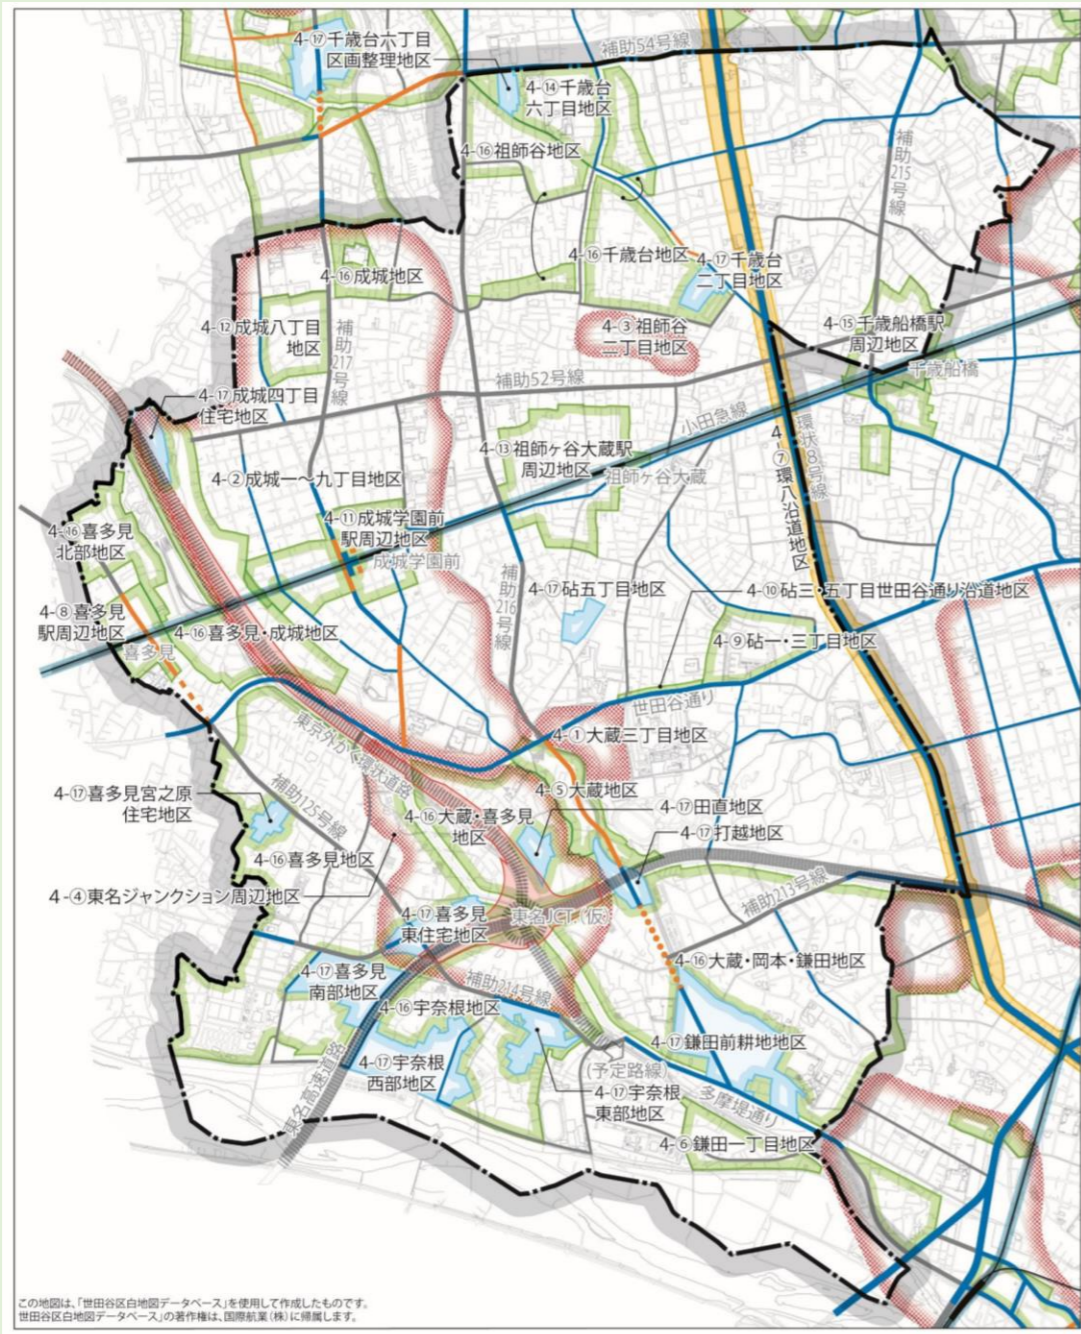 4-⑰千歳台六丁目
区画整理地区
補助54号線
4-⑭千歳台
六丁目地区
4-⑯祖師谷地区
補助215号線
4-⑯千歳台地区
4-⑰千歳台
二丁目地区
4-⑯成城地区
4-⑫成城八丁目
地区
補助217号線
4-③祖師谷
二丁目地区
4-⑮千歳船橋駅
周辺地区
千歳船橋
補助52号線
4-⑰成城四丁目
住宅地区
小田急線
4-⑦環八沿道地区
環状8号線
4-⑬祖師ヶ谷大蔵駅
周辺地区
祖師ヶ谷大蔵
4-②成城一～九丁目地区
4-⑪成城学園前
駅周辺地区
成城学園前
4-⑯喜多見
北部地区
補助216号線
4-⑰砧五丁目地区
4-⑩砧三・五丁目世田谷通り沿道地区
4-⑧喜多見
駅周辺地区
喜多見
4-⑯喜多見・成城地区
4-⑨砧一・三丁目地区
世田谷通り
東京外かく環状道路
4-①大蔵三丁目地区
4-⑤大蔵地区
4-⑰喜多見宮之原
住宅地区
補助125号線
4-⑯大蔵・喜多見
地区
4-⑰田直地区
4-⑰打越地区
4-⑯喜多見地区
4-④東名ジャンクション周辺地区
補助213号線
4-⑰喜多見
東住宅地区
東名JCT(仮)
4-⑯大蔵・岡本・鎌田地区
4-⑰喜多見
南部地区
補助214号線
4-⑯宇奈根地区
4-⑰鎌田前耕地地区
4-⑰宇奈根
西部地区
(予定路線)
4-⑰宇奈根
東部地区
多摩堤通り
東名高速道路
4-⑥鎌田一丁目地区
この地図は、「世田谷区白地図データベース」を使用して作成したものです。
世田谷区白地図データベース」の著作権は、国際航業(株)に帰属します。